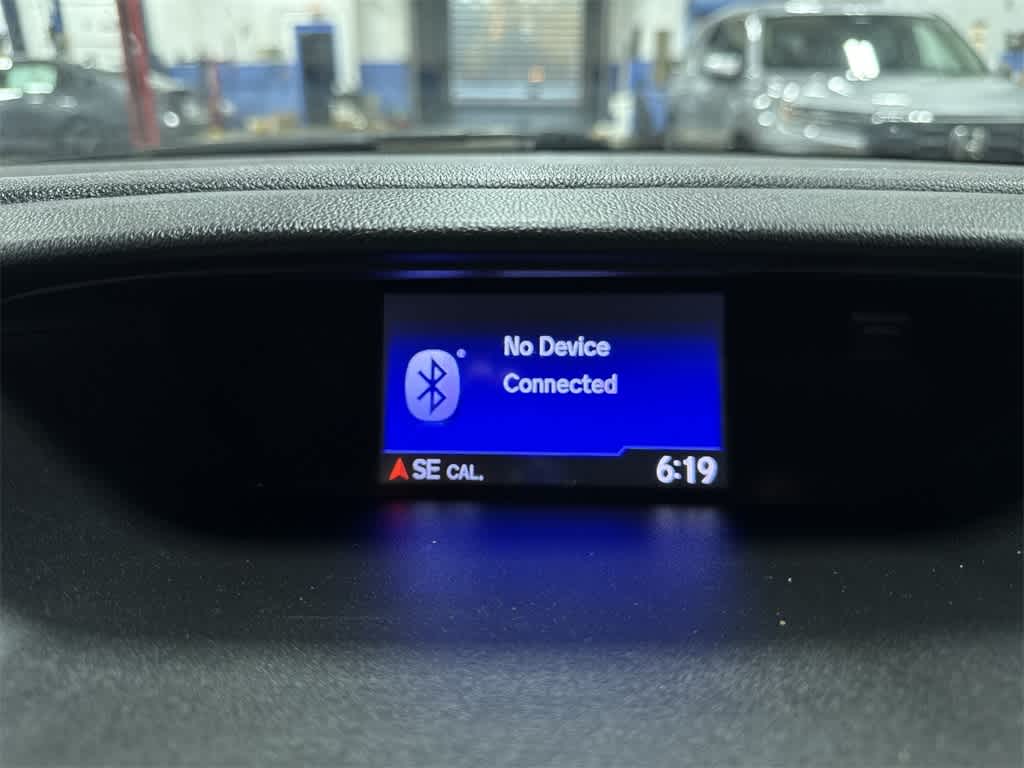 No Device
Connected
SE CAL.
6:19